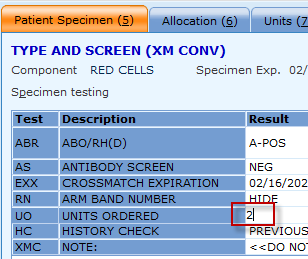 Patient Specimen (5) Allocation (6) Units (7
TYPE AND SCREEN (XM CONV)
Component RED CELLS Specimen Exp. 02/
Specimen testing
Test Description Result
ABR ABO/RH(D) A-POS
AS ANTIBODY SCREEN NEG
EXX CROSSMATCH EXPIRATION 02/16/202
RN ARM BAND NUMBER HIDE
UO UNITS ORDERED 2
HC HISTORY CHECK PREVIOUS
XMC NOTE: <<DO NO